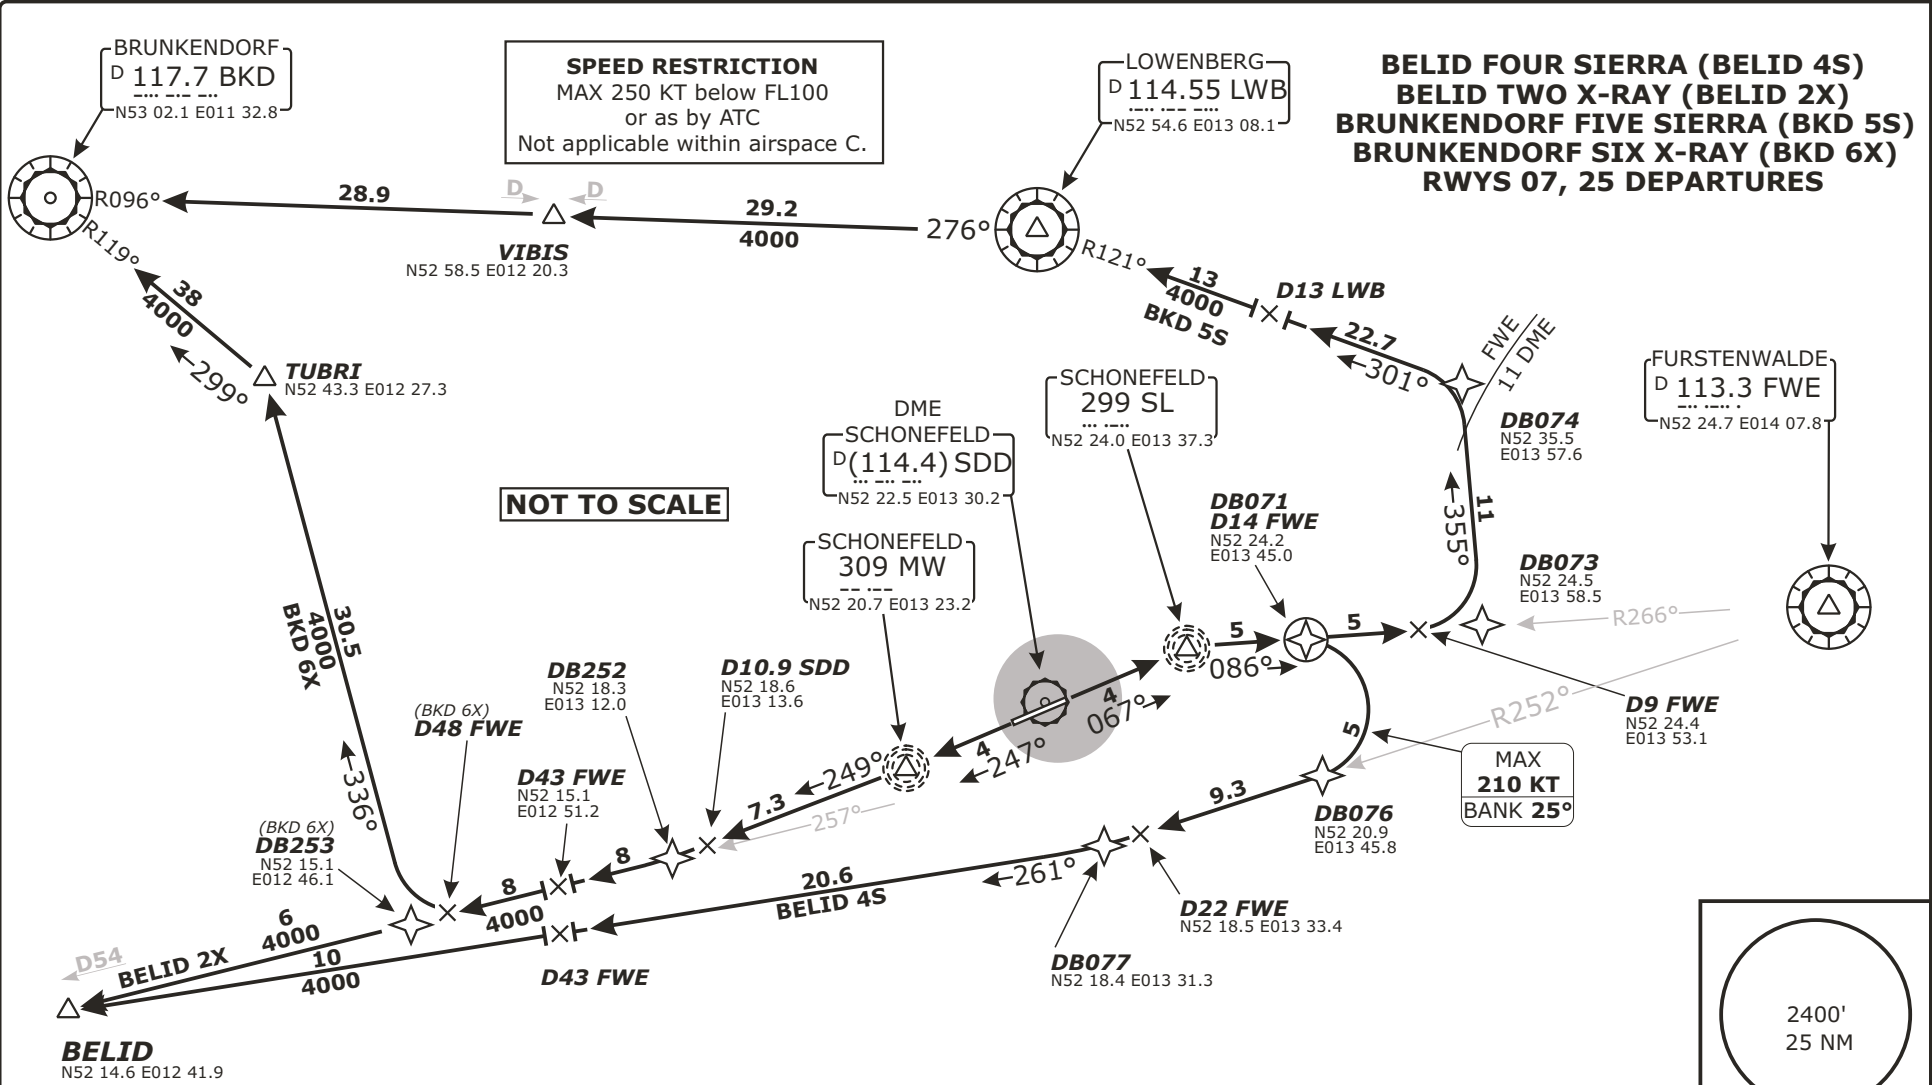 BRUNKENDORF
D 117.7 BKD
N53 02.1 E011 32.8
SPEED RESTRICTION
MAX 250 KT below FL100
or as by ATC
Not applicable within airspace C.
LOWENBERG
D 114.55 LWB
N52 54.6 E013 08.1
BELID FOUR SIERRA (BELID 4S)
BELID TWO X-RAY (BELID 2X)
BRUNKENDORF FIVE SIERRA (BKD 5S)
BRUNKENDORF SIX X-RAY (BKD 6X)
RWYS 07, 25 DEPARTURES
R096°
28.9
D
D
VIBIS
N52 58.5 E012 20.3
29.2
4000
276°
R121°
13
4000
BKD 5S
D13 LWB
22.7
301°
FWE
11 DME
R119°
38
4000
299°
TUBRI
N52 43.3 E012 27.3
FURSTENWALDE
D 113.3 FWE
N52 24.7 E014 07.8
SCHONEFELD
299 SL
N52 24.0 E013 37.3
DME
SCHONEFELD
D (114.4) SDD
N52 22.5 E013 30.2
DB074
N52 35.5
E013 57.6
NOT TO SCALE
DB071
D14 FWE
N52 24.2
E013 45.0
355°
11
SCHONEFELD
309 MW
N52 20.7 E013 23.2
DB073
N52 24.5
E013 58.5
R266°
30.5
4000
BKD 6X
5
086°
5
R252°
D9 FWE
N52 24.4
E013 53.1
DB252
N52 18.3
E013 12.0
D10.9 SDD
N52 18.6
E013 13.6
4
067°
4
247°
5
MAX
210 KT
BANK 25°
(BKD 6X)
D48 FWE
336°
D43 FWE
N52 15.1
E012 51.2
249°
7.3
257°
9.3
DB076
N52 20.9
E013 45.8
(BKD 6X)
DB253
N52 15.1
E012 46.1
8
8
4000
20.6
BELID 4S
261°
D22 FWE
N52 18.5 E013 33.4
DB077
N52 18.4 E013 31.3
6
4000
BELID 2X
D54
10
4000
D43 FWE
BELID
N52 14.6 E012 41.9
2400'
25 NM